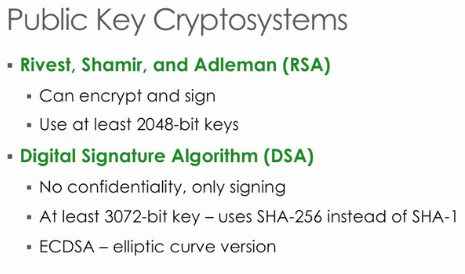 Public Key Cryptosystems
▪ Rivest, Shamir, and Adleman (RSA)
▪ Can encrypt and sign
▪ Use at least 2048-bit keys
▪ Digital Signature Algorithm (DSA)
▪ No confidentiality, only signing
▪ At least 3072-bit key – uses SHA-256 instead of SHA-1
▪ ECDSA – elliptic curve version